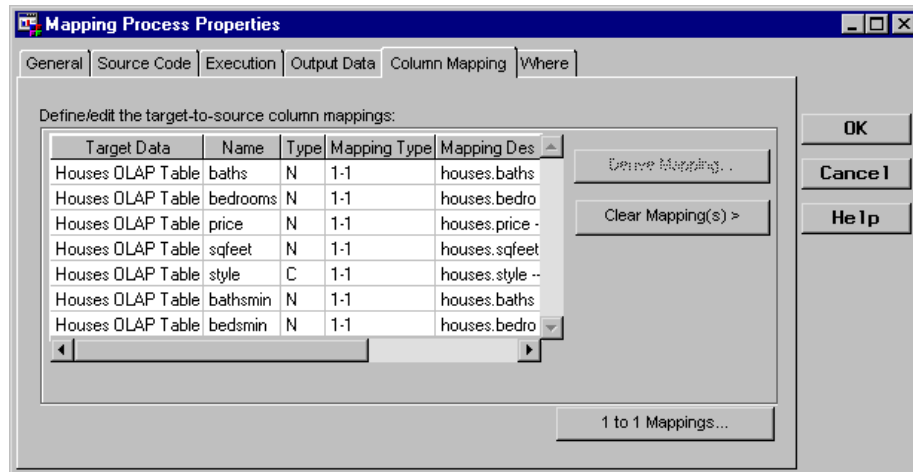 Mapping Process Properties
General Source Code Execution Output Data Column Mapping Where
Define/edit the target-to-source column mappings:
Target Data Name Type Mapping Type Mapping Des
Houses OLAP Table baths N 1-1 houses.baths
Houses OLAP Table bedrooms N 1-1 houses.bedro
Houses OLAP Table price N 1-1 houses.price -
Houses OLAP Table sqfeet N 1-1 houses.sqfeet
Houses OLAP Table style C 1-1 houses.style --
Houses OLAP Table bathsmin N 1-1 houses.baths
Houses OLAP Table bedsmin N 1-1 houses.bedro
Derive Mapping...
Clear Mapping(s) >
1 to 1 Mappings...
OK
Cancel
Help